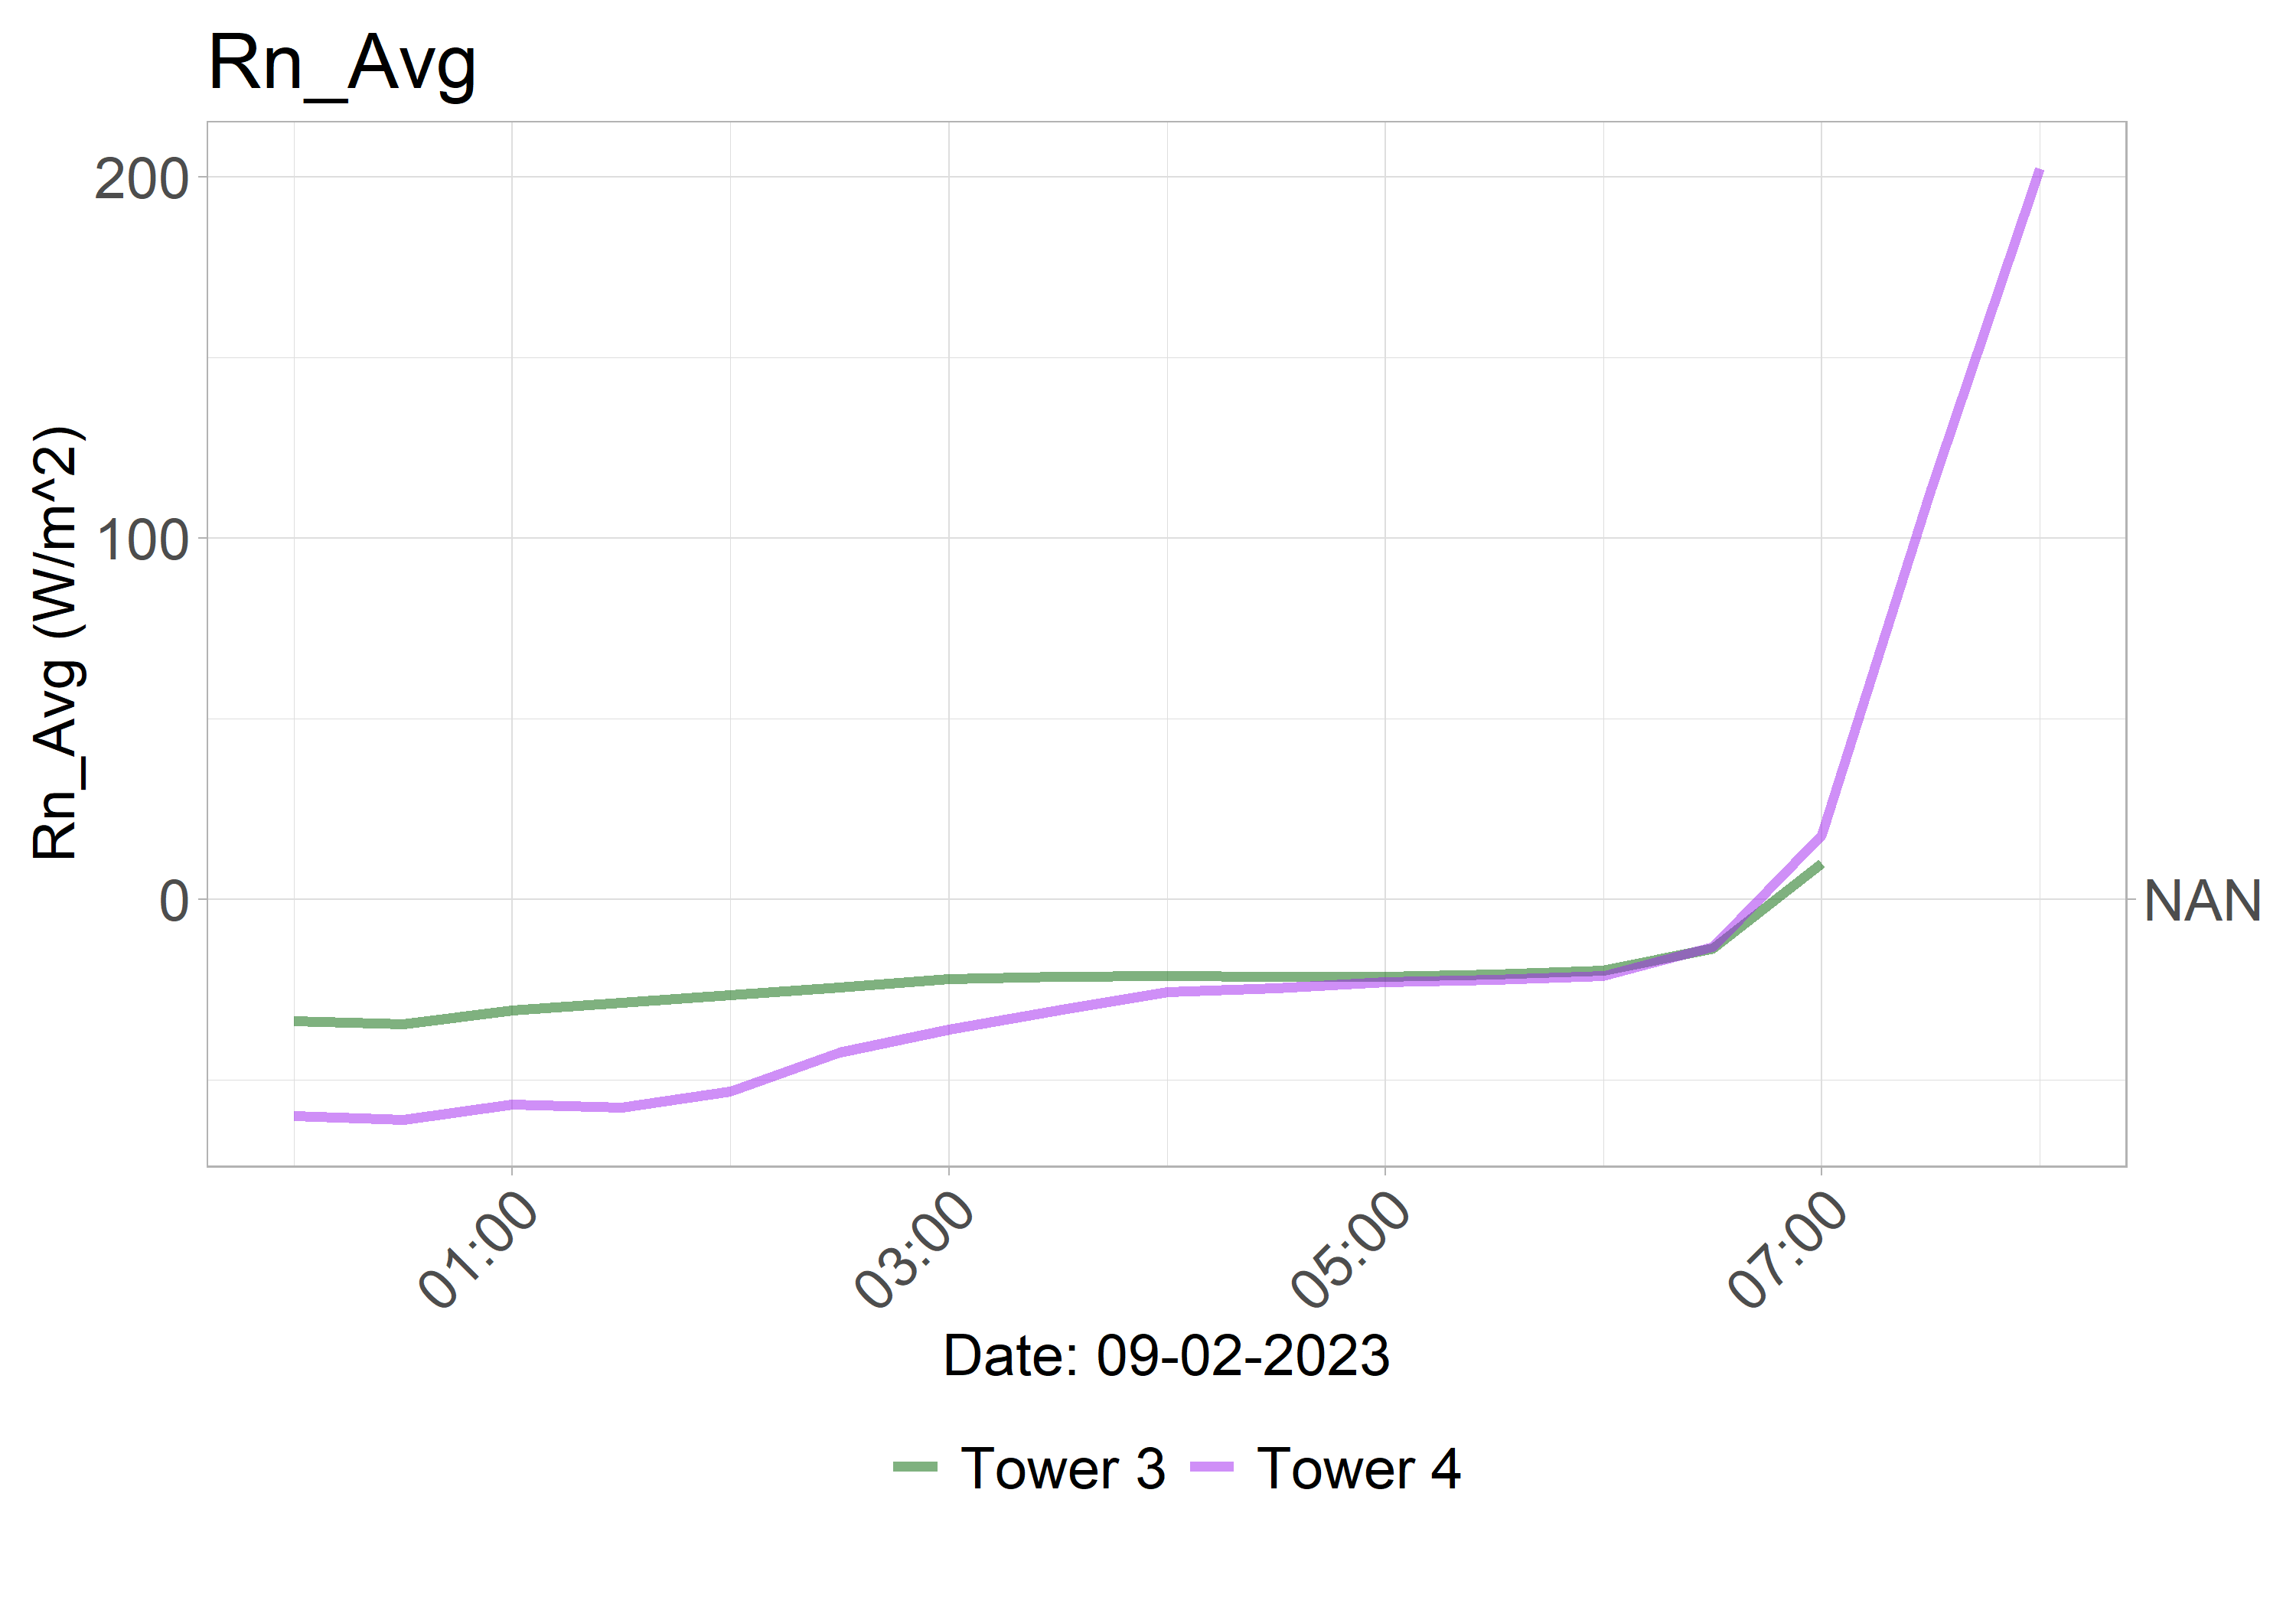 Rn_Avg
Rn_Avg (W/m^2)
200
100
0
NAN
01:00
03:00
05:00
07:00
Date: 09-02-2023
Tower 3
Tower 4